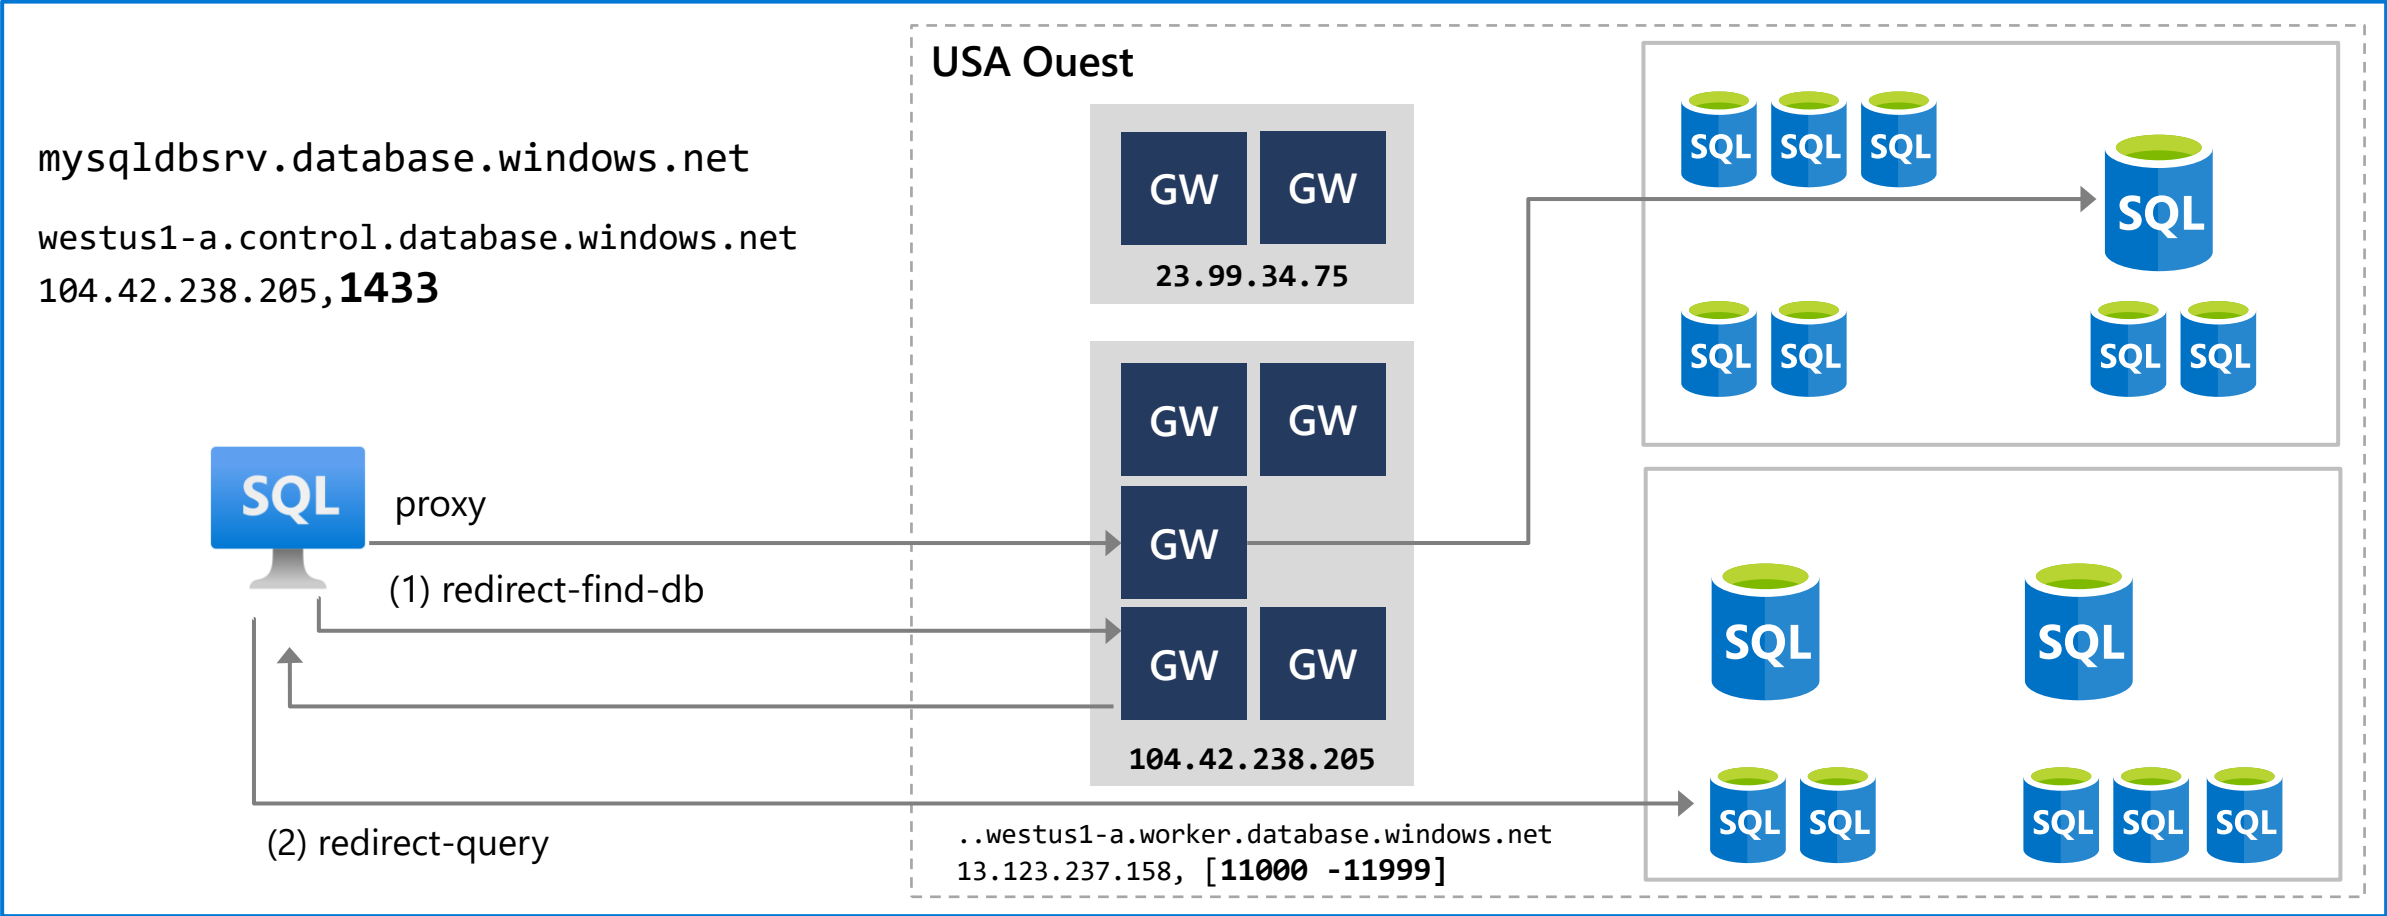 USA Ouest
mysqldbsrv.database.windows.net
westus1-a.control.database.windows.net
104.42.238.205,1433
GW GW
23.99.34.75
GW GW
GW
GW GW
104.42.238.205
SQL
proxy
(1) redirect-find-db
(2) redirect-query
..westus1-a.worker.database.windows.net
13.123.237.158, [11000 -11999]
SQL SQL SQL
SQL
SQL SQL SQL SQL
SQL SQL
SQL SQL SQL SQL SQL